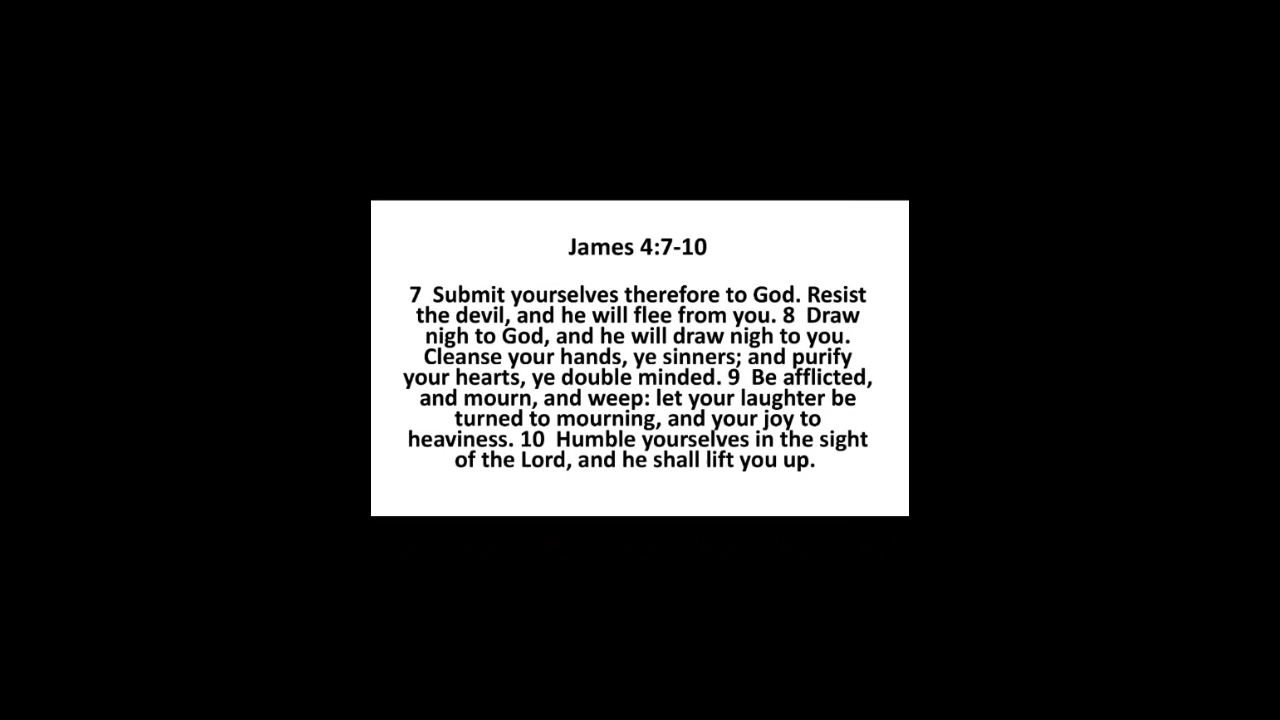 James 4:7-10
7  Submit yourselves therefore to God. Resist
the devil, and he will flee from you. 8  Draw
nigh to God, and he will draw nigh to you.
Cleanse your hands, ye sinners; and purify
your hearts, ye double minded. 9  Be afflicted,
and mourn, and weep: let your laughter be
turned to mourning, and your joy to
heaviness. 10  Humble yourselves in the sight
of the Lord, and he shall lift you up.